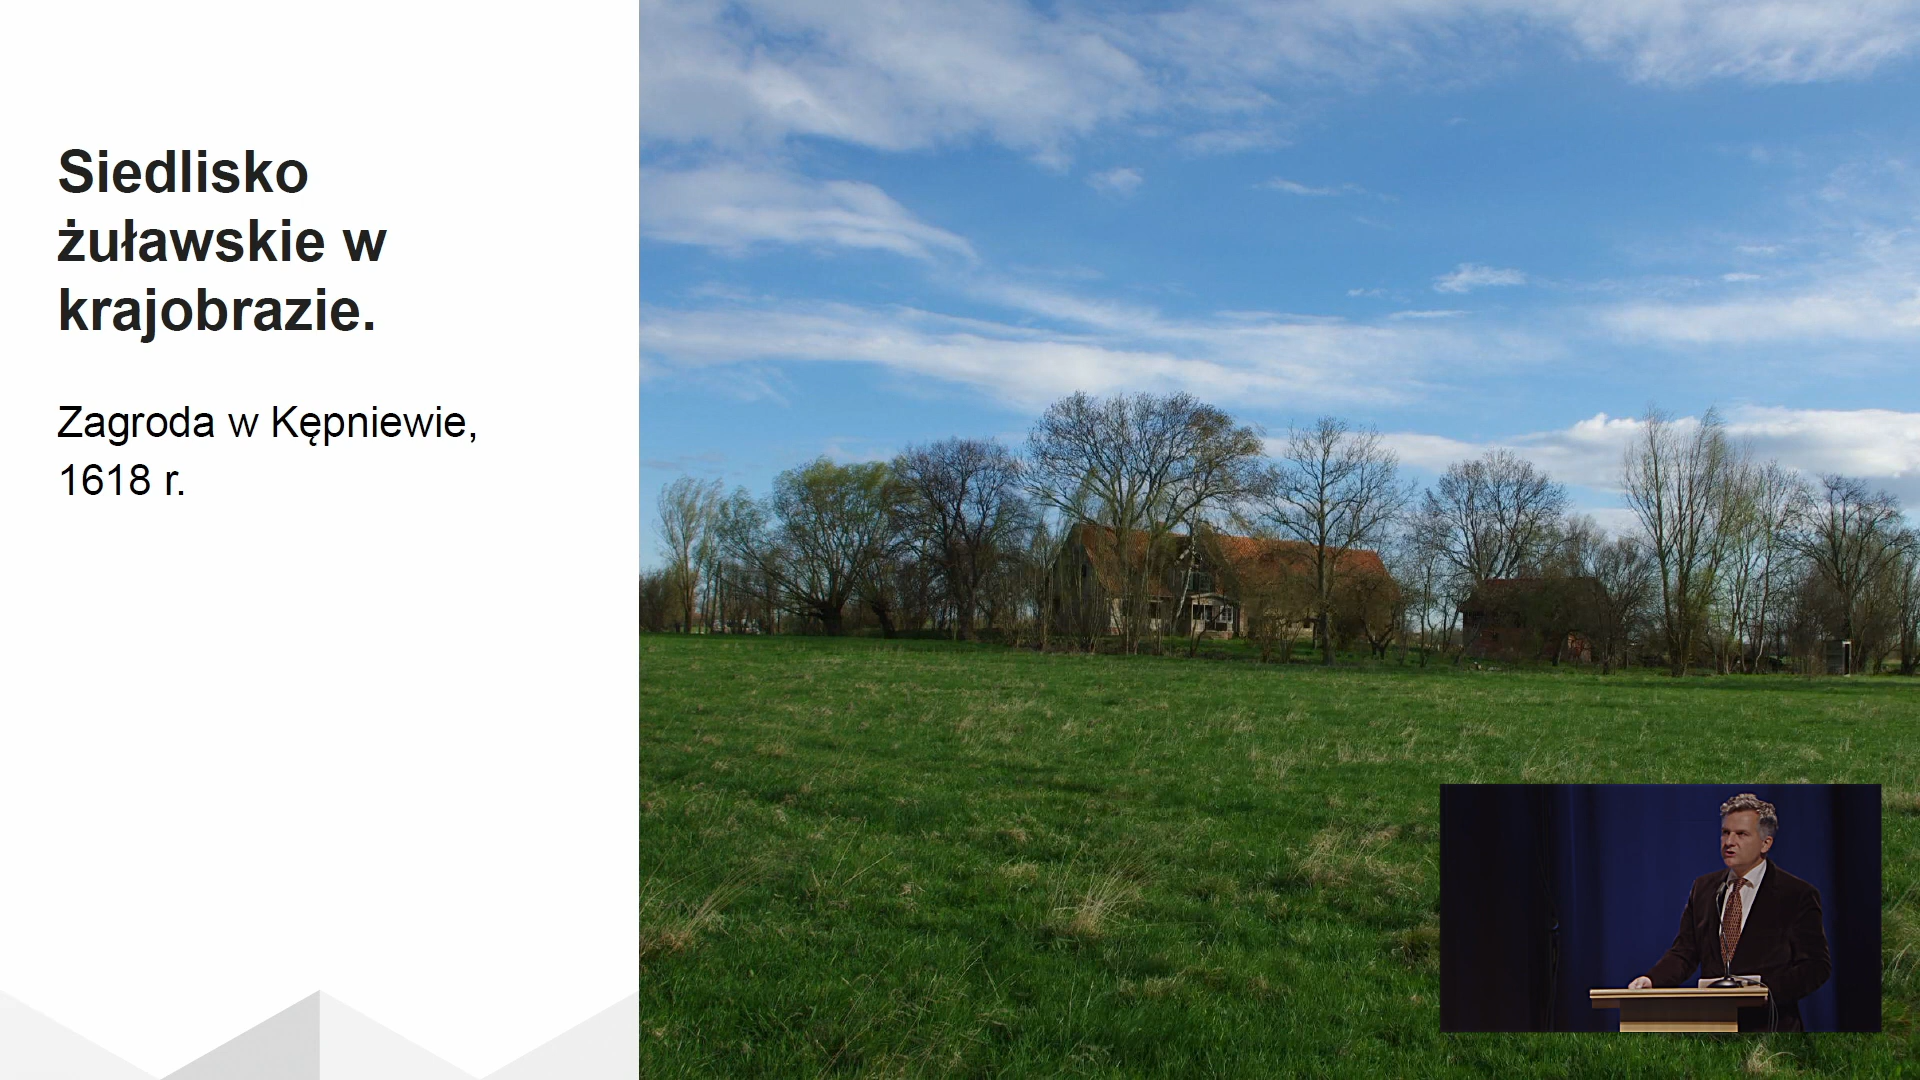 Siedlisko
żuławskie w
krajobrazie.
Zagroda w Kępniewie,
1618 r.